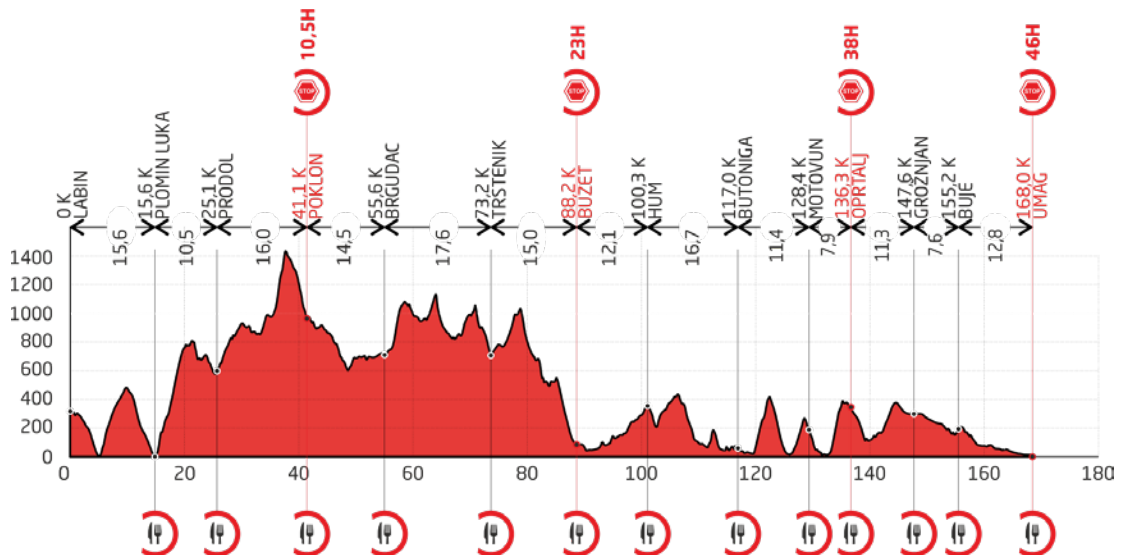 10,5H
23H
38H
46H
STOP
STOP
STOP
STOP
0 K
LABIN
15,6 K
PLOMIN LUKA
25,1 K
PRODOL
41,1 K
POKLON
55,6 K
BRGUDAC
73,2 K
TRSTENIK
88,2 K
BUZET
100,3 K
HUM
117,0 K
BUTONIGA
128,4 K
MOTOVUN
136,3 K
OPRTALJ
147,6 K
GROŽNJAN
155,2 K
BUJE
168,0 K
UMAG
15,6
10,5
16,0
14,5
17,6
15,0
12,1
16,7
11,4
7,9
11,3
7,6
12,8
1400
1200
1000
800
600
400
200
0
0 20 40 60 80 100 120 140 160 180